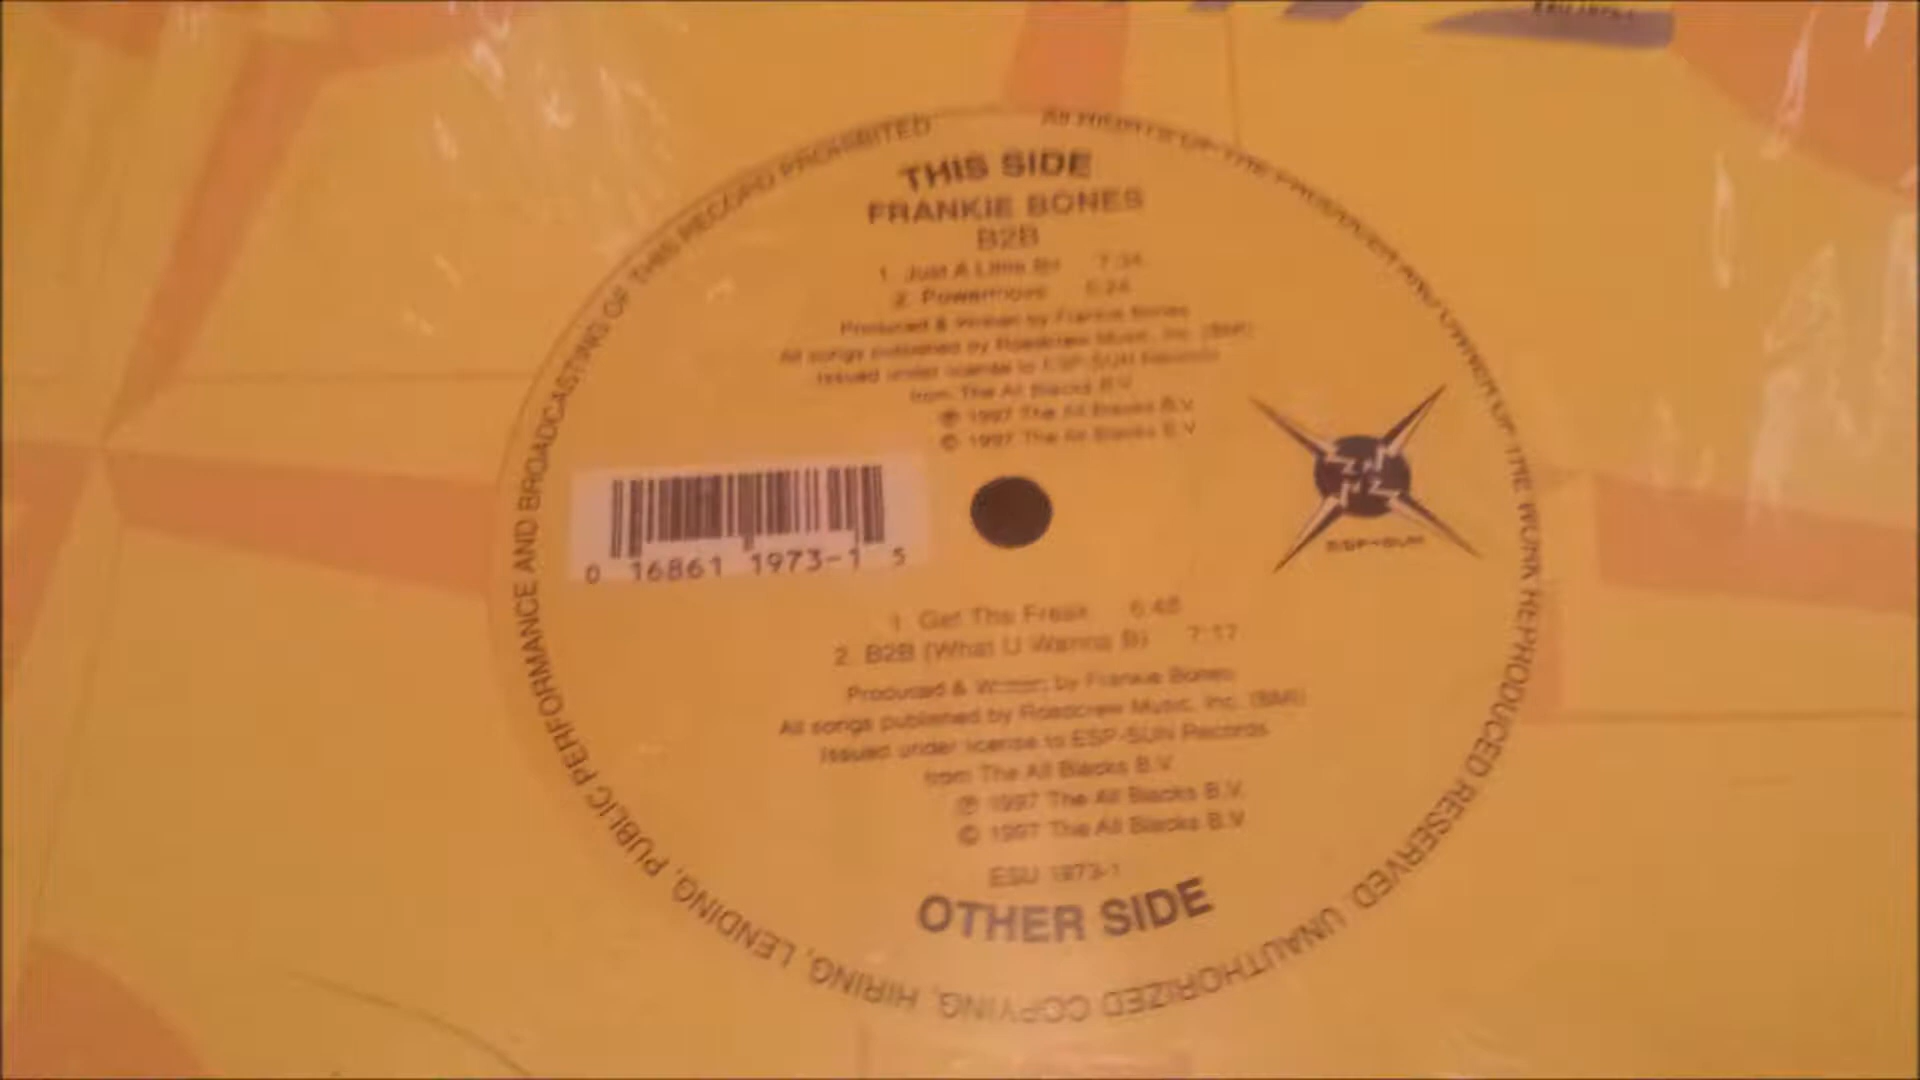 THIS SIDE
FRANKIE BONES
B2B
1. Just A Little Bit 7:34
2. Powermove 5:24
Produced & Written by Frankie Bones
All songs published by Roadcrew Music, Inc. (BMI)
Issued under license to ESP-SUN Records
from The All Blacks B.V.
℗ 1997 The All Blacks B.V.
© 1997 The All Blacks B.V.
0 16861 1973-1 5
ESP-SUN
1. Get The Freak 6:48
2. B2B (What U Wanna B) 7:17
Produced & Written by Frankie Bones
All songs published by Roadcrew Music, Inc. (BMI)
Issued under license to ESP-SUN Records
from The All Blacks B.V.
℗ 1997 The All Blacks B.V.
© 1997 The All Blacks B.V.
ESU 1973-1
OTHER SIDE
All RIGHTS OF THE PRODUCER AND OWNER OF THE WORK REPRODUCED RESERVED. UNAUTHORIZED COPYING, HIRING, LENDING, PUBLIC PERFORMANCE AND BROADCASTING OF THIS RECORD PROHIBITED